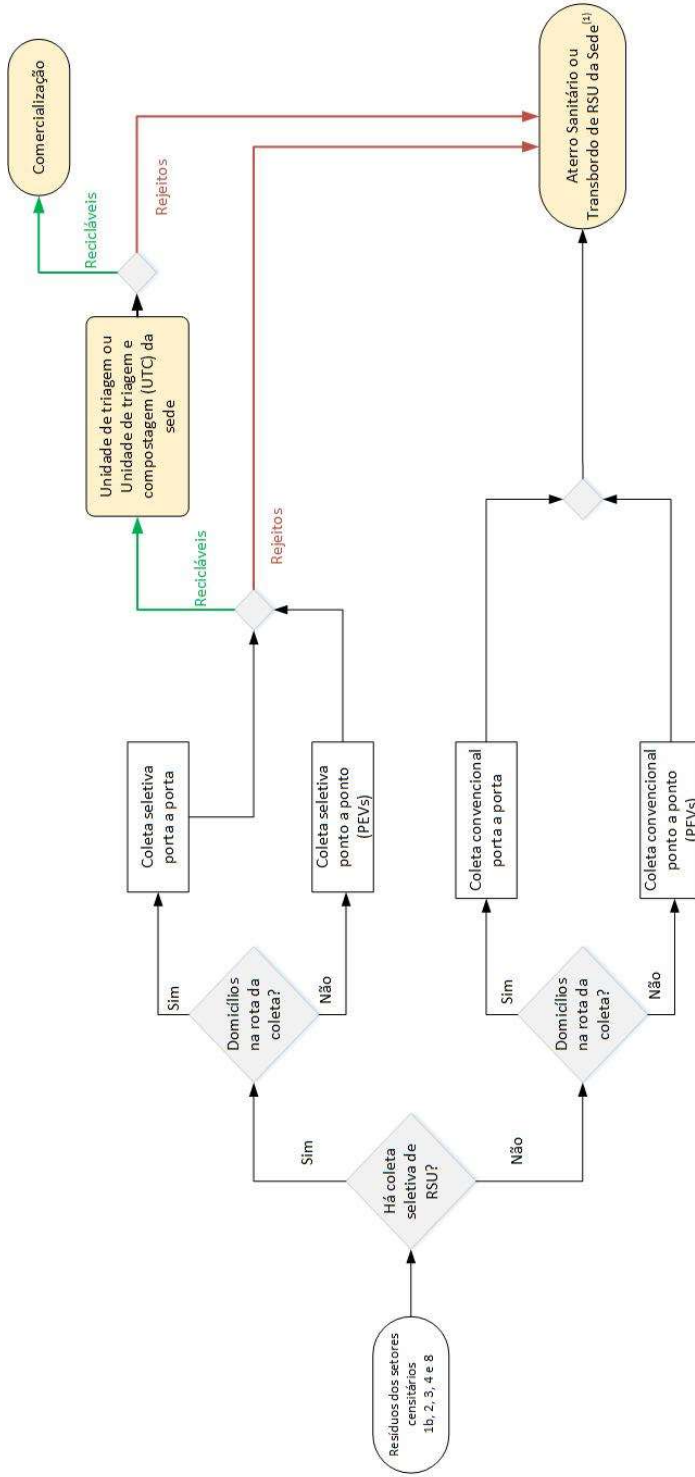 Resíduos dos setores
censitários
1b, 2, 3, 4 e 8
Há coleta
seletiva de
RSU?
Sim
Não
Domicílios
na rota da
coleta?
Sim
Não
Coleta seletiva
porta a porta
Coleta seletiva
ponto a ponto
(PEVs)
Recicláveis
Rejeitos
Unidade de triagem ou
Unidade de triagem e
compostagem (UTC) da
sede
Recicláveis
Rejeitos
Comercialização
Domicílios
na rota da
coleta?
Sim
Não
Coleta convencional
porta a porta
Coleta convencional
ponto a ponto
(PEVs)
Aterro Sanitário ou
Transbordo de RSU da Sede(1)